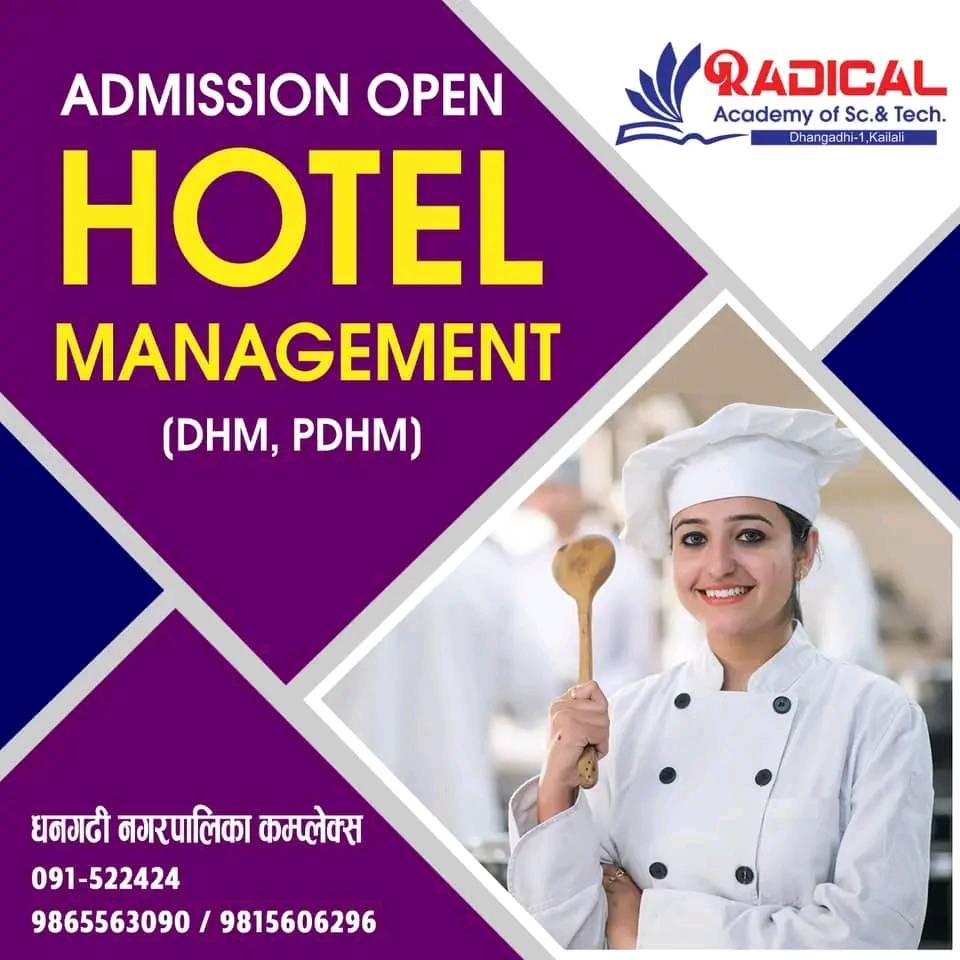 ADMISSION OPEN
HOTEL
MANAGEMENT
(DHM, PDHM)
RADICAL
Academy of Sc.& Tech.
Dhangadhi-1,Kailali
धनगढी नगरपालिका कम्प्लेक्स
091-522424
9865563090 / 9815606296